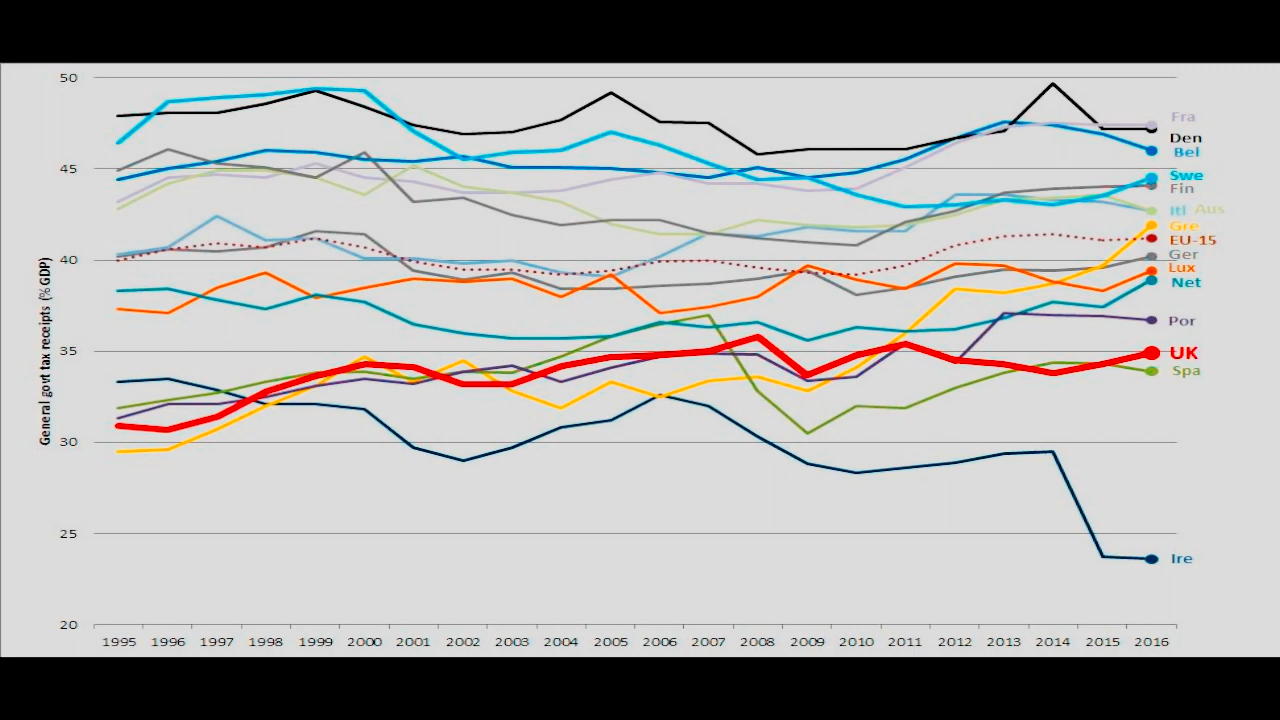 General govt tax receipts (% GDP)
50
45
40
35
30
25
20
1995 1996 1997 1998 1999 2000 2001 2002 2003 2004 2005 2006 2007 2008 2009 2010 2011 2012 2013 2014 2015 2016
Fra
Den
Bel
Swe
Fin
Itl Aus
Gre
EU-15
Ger
Lux
Net
Por
UK
Spa
Ire